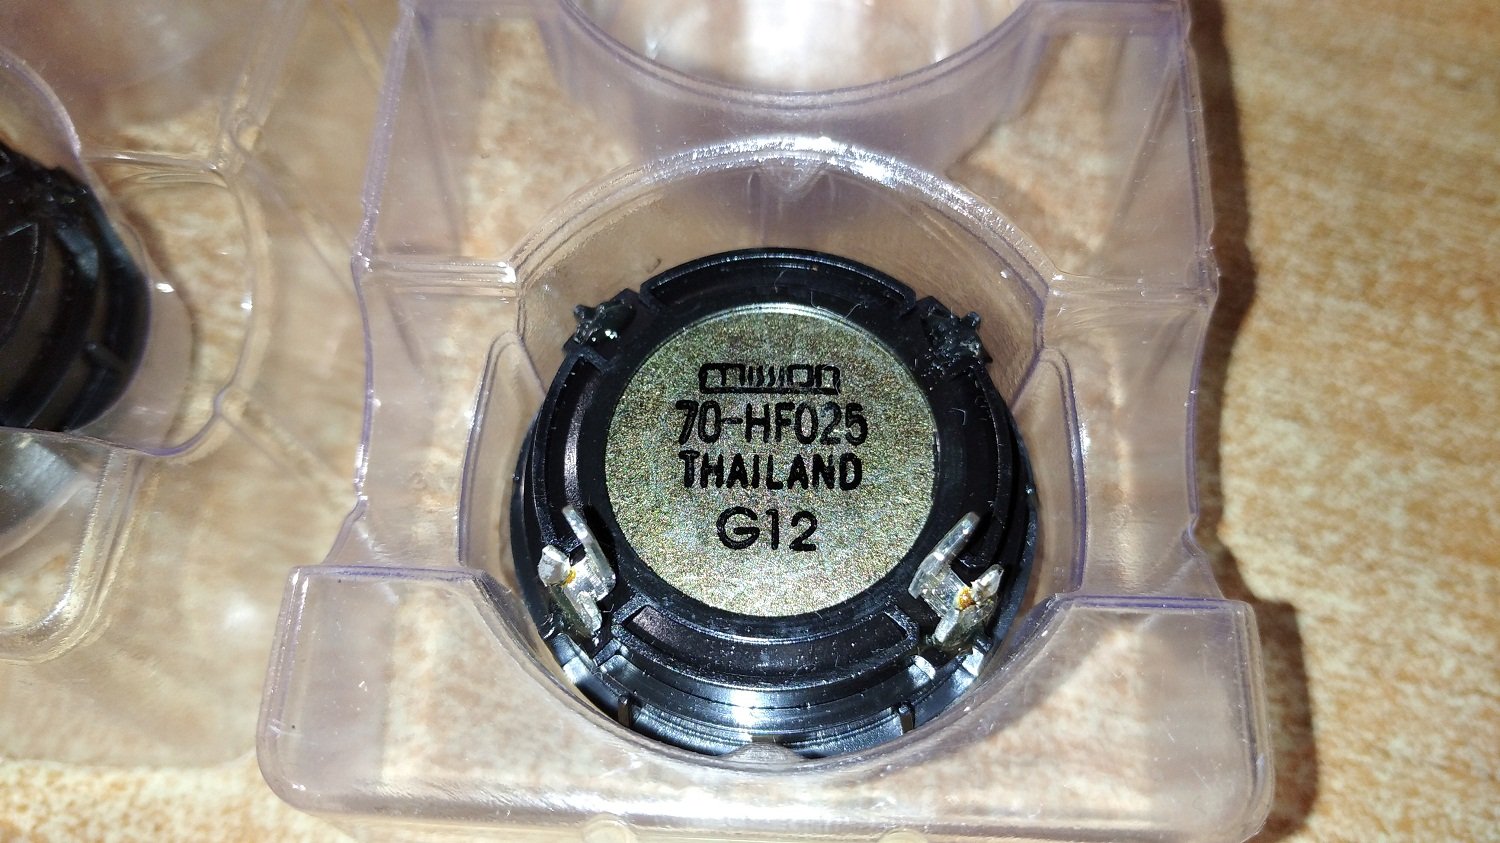 mission
70-HF025
THAILAND
G12